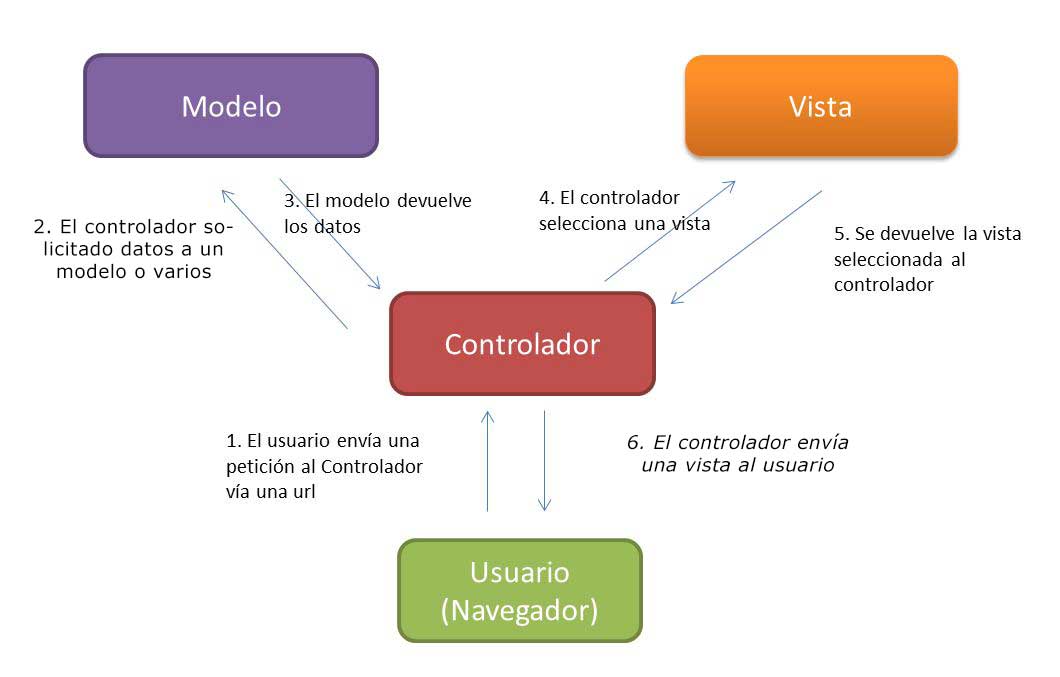 Modelo
Vista
2. El controlador so-
licitado datos a un
modelo o varios
3. El modelo devuelve
los datos
4. El controlador
selecciona una vista
5. Se devuelve la vista
seleccionada al
controlador
Controlador
1. El usuario envía una
petición al Controlador
vía una url
6. El controlador envía
una vista al usuario
Usuario
(Navegador)